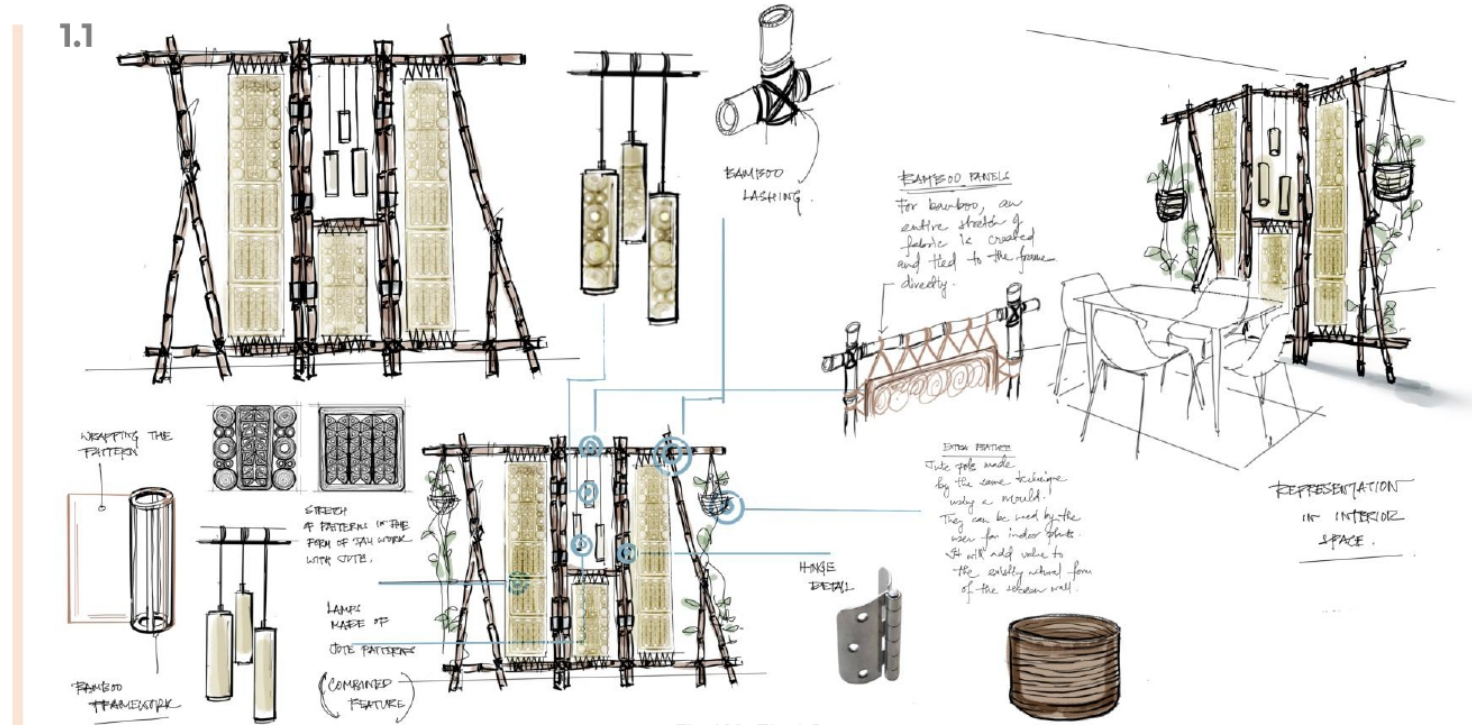 1.1
BAMBOO
LASHING.
BAMBOO PANELS
For bamboo, an
entire stretch of
fabric is created
and tied to the frame
directly.
WRAPPING THE
PATTERN
BAMBOO
FRAMEWORK
STRETCH
OF PATTERNS IN THE
FORM OF JALI WORK
WITH JUTE.
LAMPS
MADE OF
JUTE PATTERNS
(COMBINED
FEATURE)
HINGE
DETAIL
EXTRA FEATURE
Jute pots made
by the same technique
using a mould.
They can be used by the
user for indoor plants.
It will add value to
the natural form
of the screen wall.
REPRESENTATION
IN INTERIOR
SPACE.